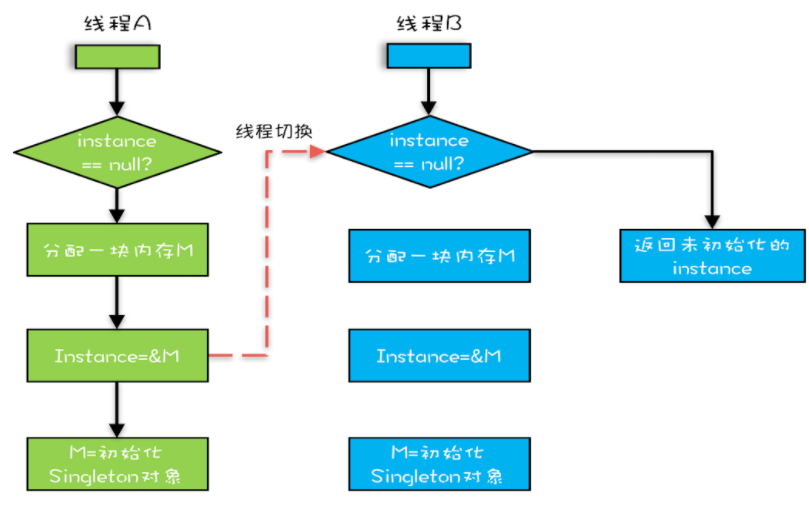 线程A
instance
== null?
分配一块内存M
Instance=&M
M=初始化
Singleton对象
线程切换
线程B
instance
== null?
分配一块内存M
Instance=&M
M=初始化
Singleton对象
返回未初始化的
instance